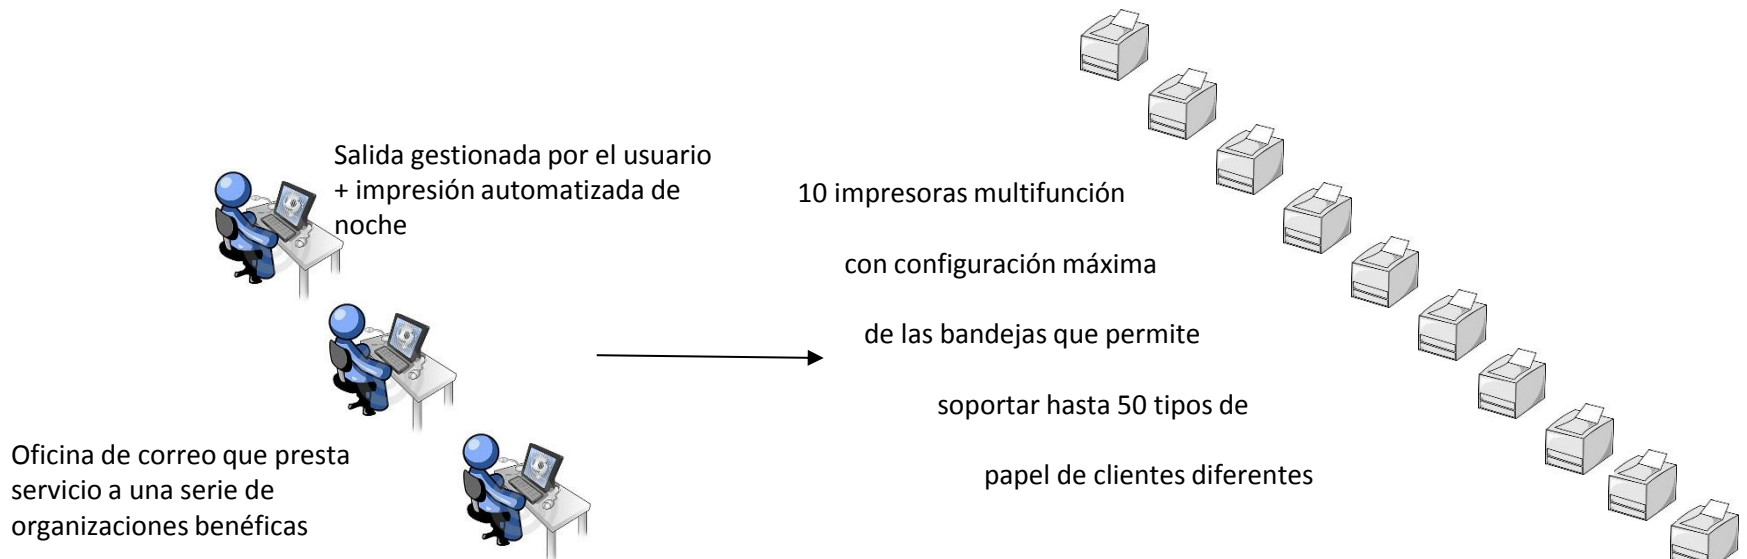 Salida gestionada por el usuario
+ impresión automatizada de
noche
10 impresoras multifunción
con configuración máxima
de las bandejas que permite
soportar hasta 50 tipos de
papel de clientes diferentes
Oficina de correo que presta
servicio a una serie de
organizaciones benéficas